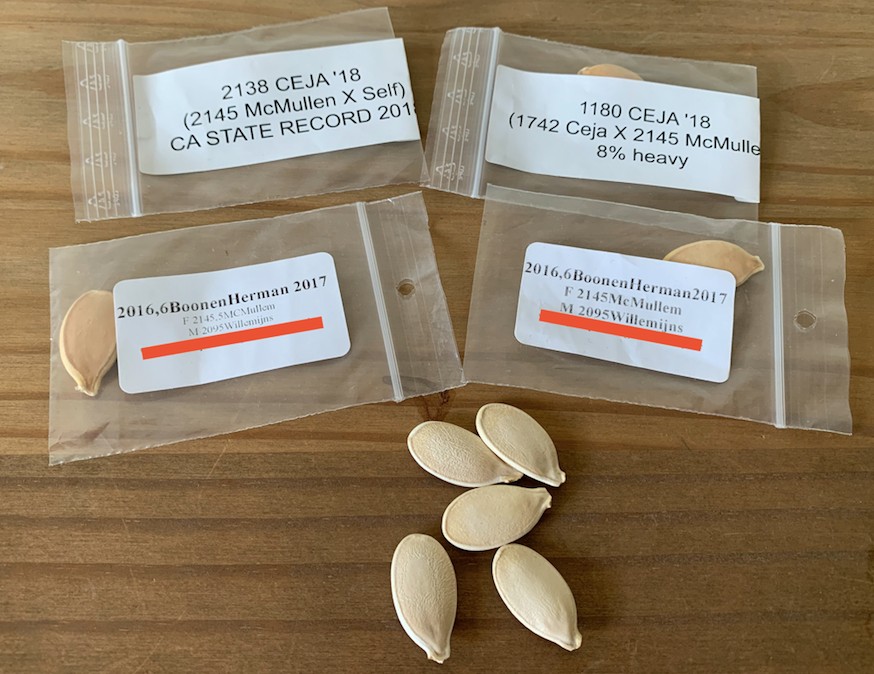 2138 CEJA '18
(2145 McMullen X Self)
CA STATE RECORD 2018
1180 CEJA '18
(1742 Ceja X 2145 McMulle
8% heavy
2016,6BoonenHerman 2017
F 2145,5MCMullem
M 2095Willemijns
2016,6BoonenHerman2017
F 2145McMullem
M 2095Willemijns